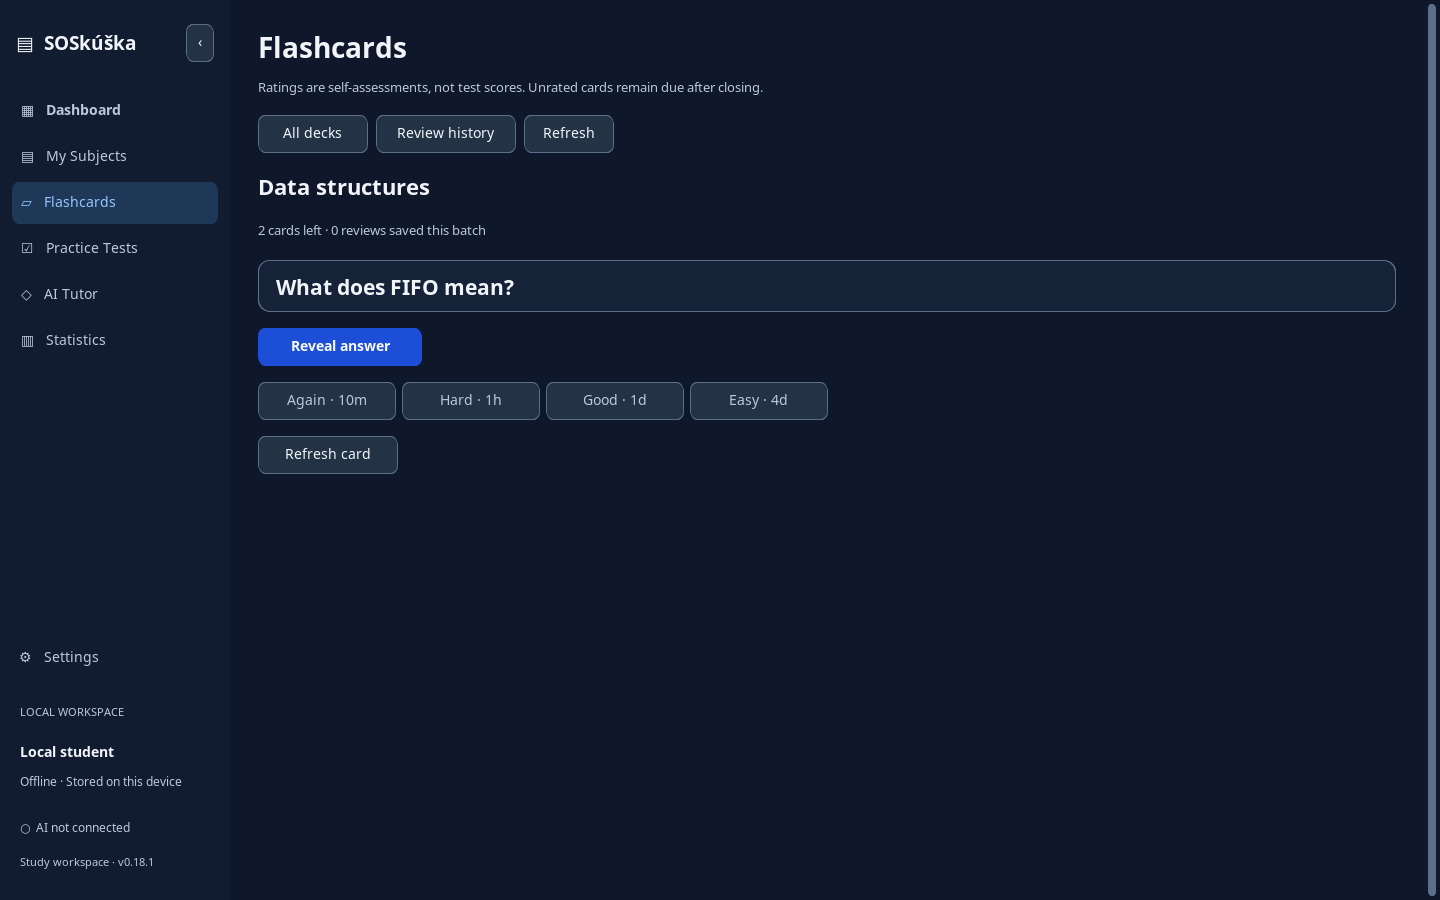 SOSkúška
Dashboard
My Subjects
Flashcards
Practice Tests
AI Tutor
Statistics
Settings
LOCAL WORKSPACE
Local student
Offline · Stored on this device
AI not connected
Study workspace · v0.18.1
Flashcards
Ratings are self-assessments, not test scores. Unrated cards remain due after closing.
All decks Review history Refresh
Data structures
2 cards left · 0 reviews saved this batch
What does FIFO mean?
Reveal answer
Again · 10m Hard · 1h Good · 1d Easy · 4d
Refresh card